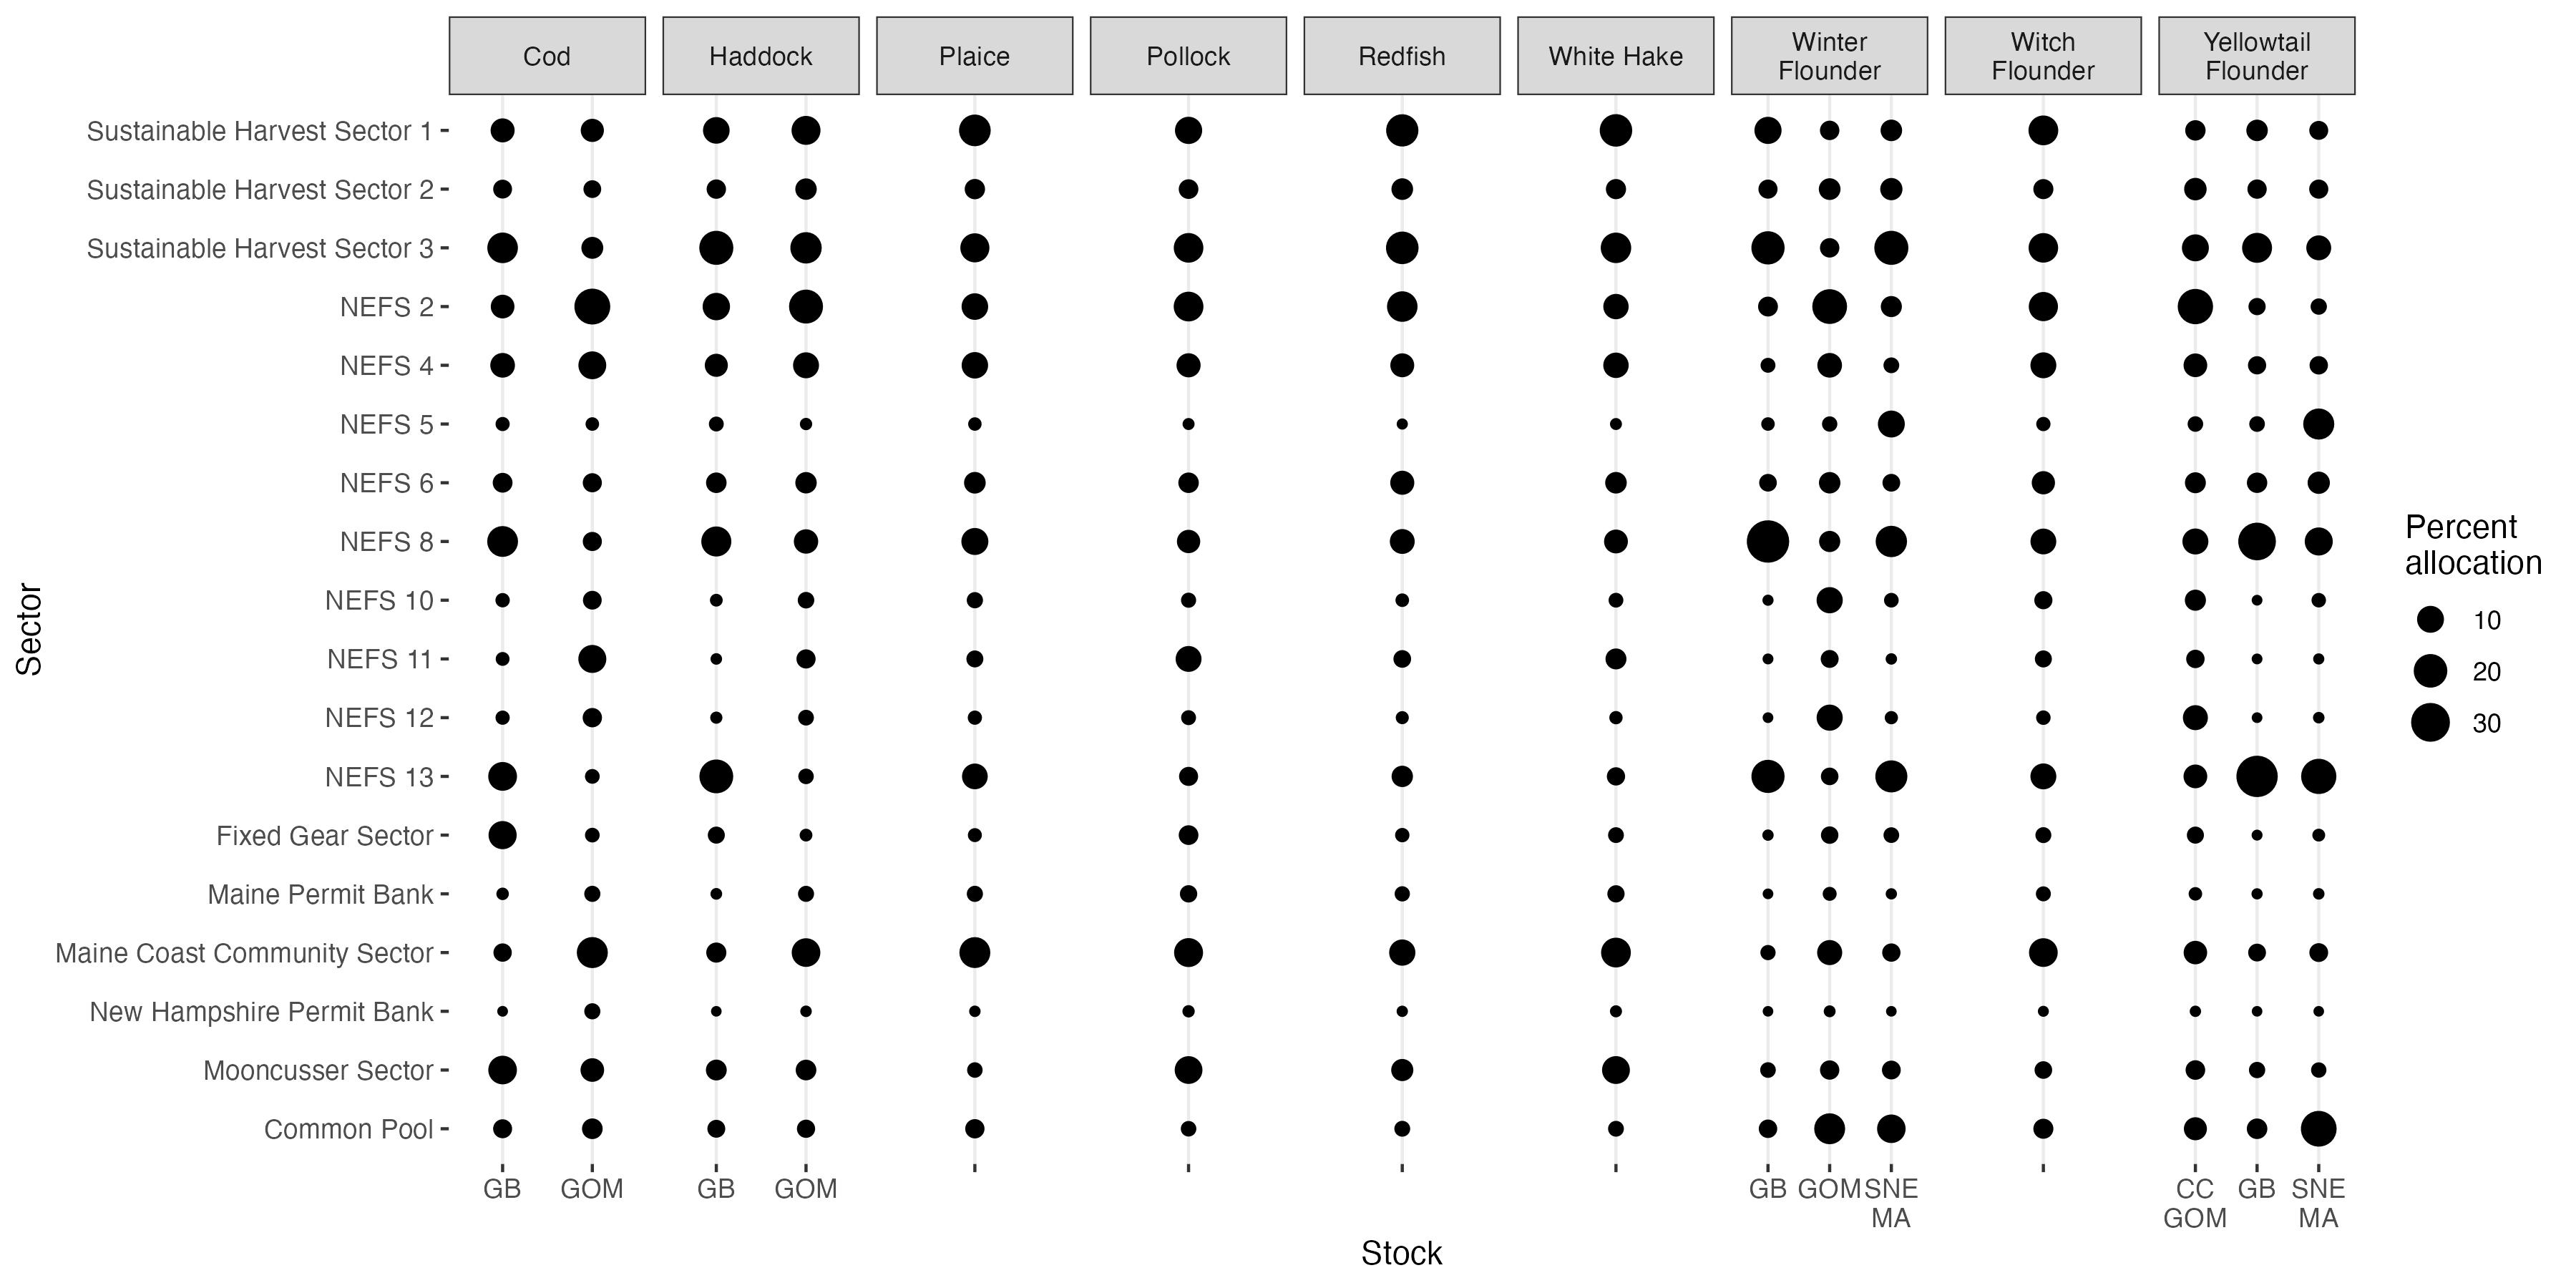 Cod
Haddock
Plaice
Pollock
Redfish
White Hake
Winter
Flounder
Witch
Flounder
Yellowtail
Flounder
Sustainable Harvest Sector 1
Sustainable Harvest Sector 2
Sustainable Harvest Sector 3
NEFS 2
NEFS 4
NEFS 5
NEFS 6
NEFS 8
NEFS 10
NEFS 11
NEFS 12
NEFS 13
Fixed Gear Sector
Maine Permit Bank
Maine Coast Community Sector
New Hampshire Permit Bank
Mooncusser Sector
Common Pool
Sector
GB
GOM
GB
GOM
GB
GOM
SNE
MA
CC
GOM
GB
SNE
MA
Stock
Percent
allocation
10
20
30